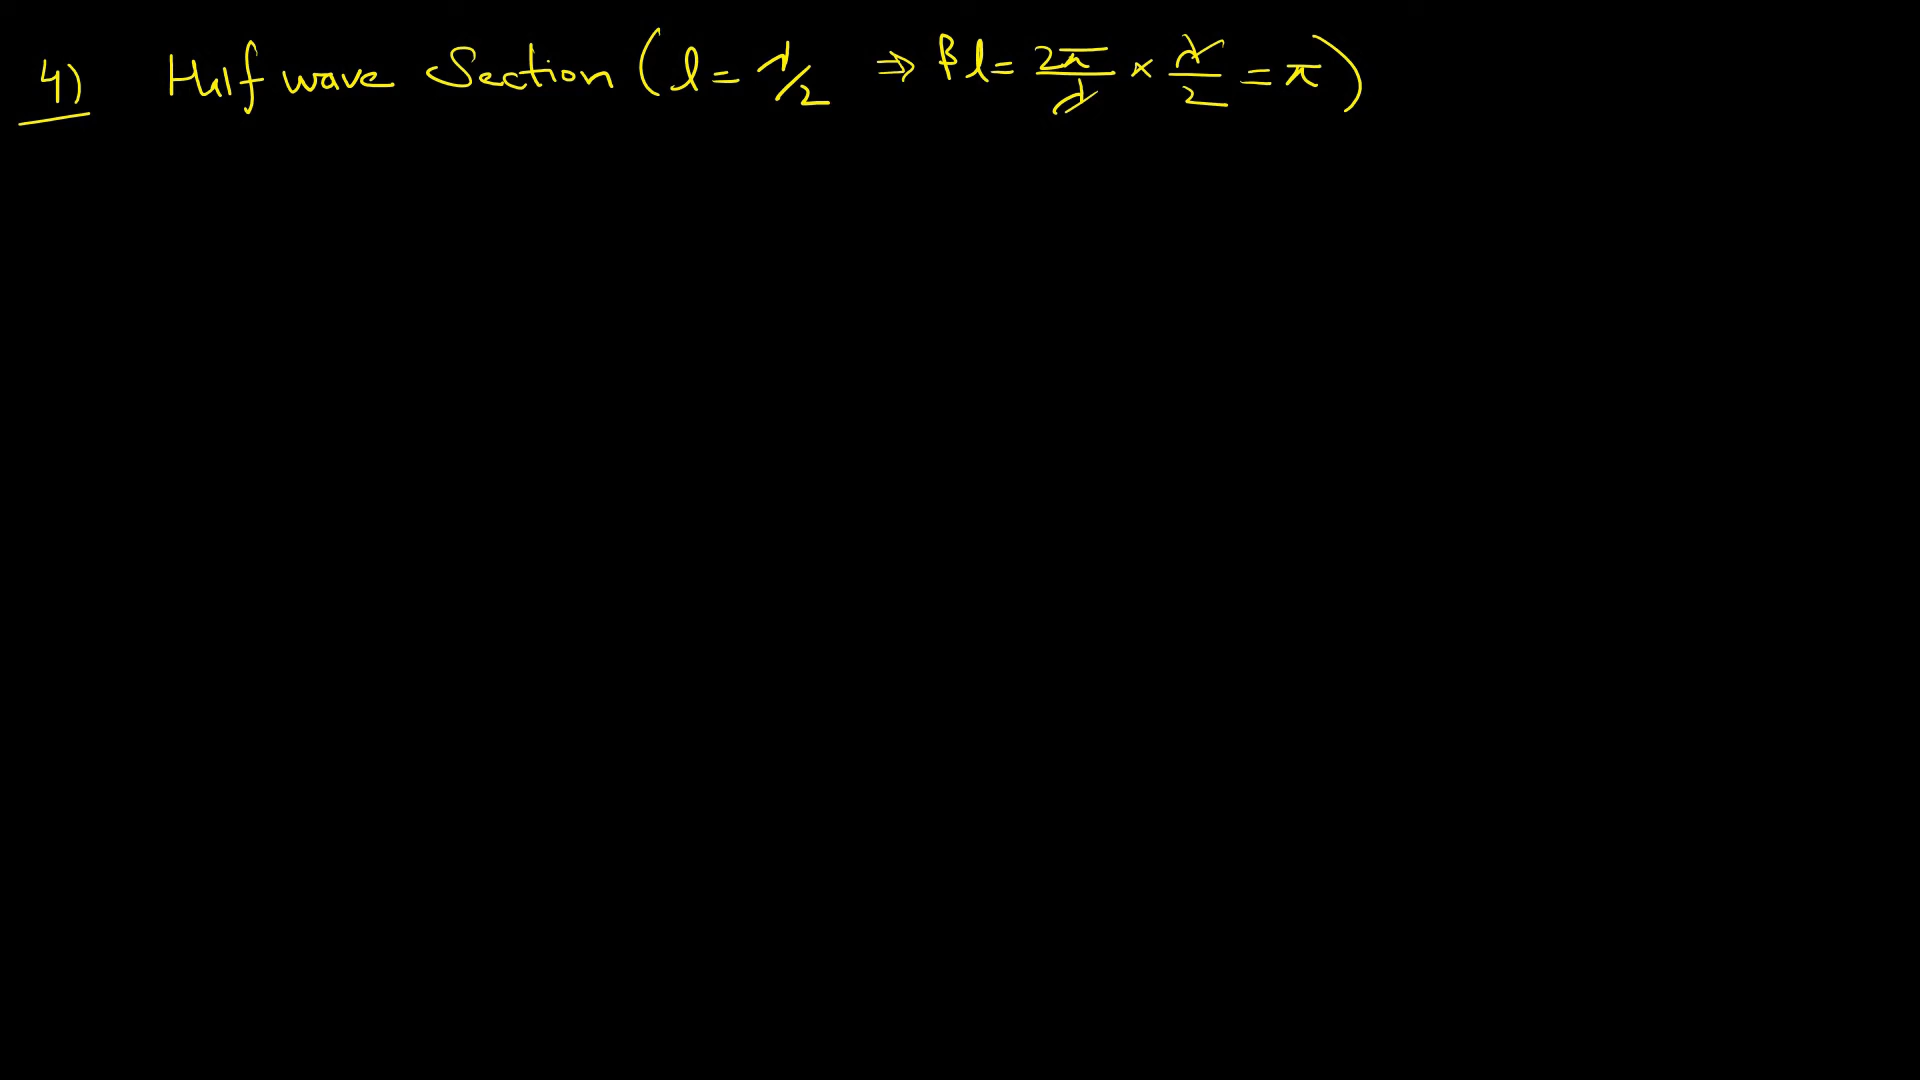 4) Half wave Section (l = λ/2 ⇒ βl = 2π/λ × λ/2 = π)